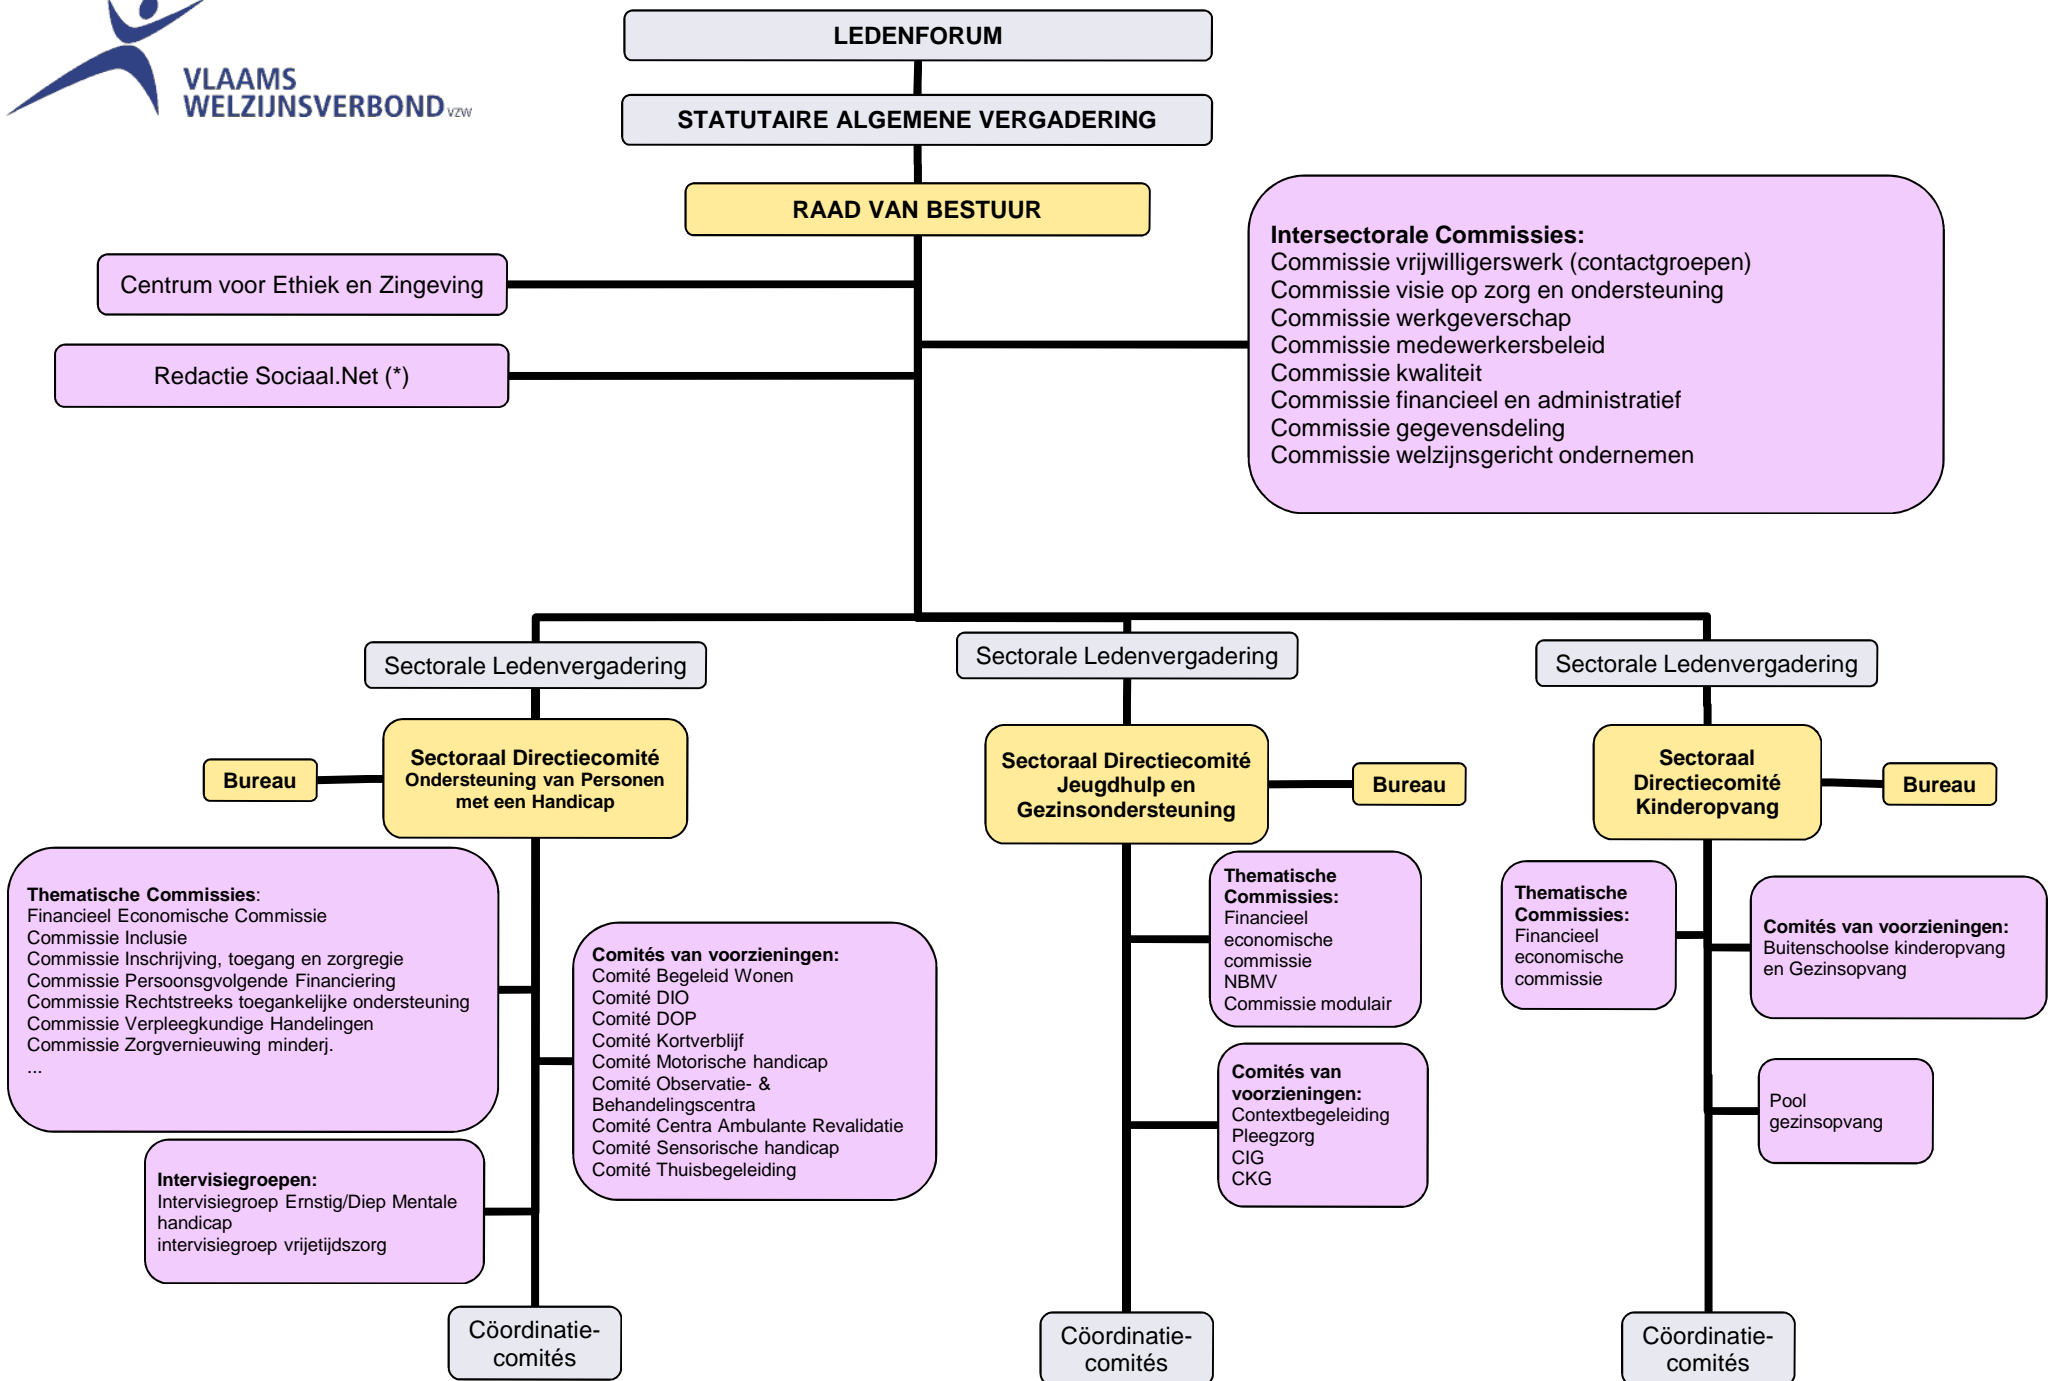 VLAAMS
WELZIJNSVERBOND VZW
LEDENFORUM
STATUTAIRE ALGEMENE VERGADERING
RAAD VAN BESTUUR
Centrum voor Ethiek en Zingeving
Redactie Sociaal.Net (*)
Intersectorale Commissies:
Commissie vrijwilligerswerk (contactgroepen)
Commissie visie op zorg en ondersteuning
Commissie werkgeverschap
Commissie medewerkersbeleid
Commissie kwaliteit
Commissie financieel en administratief
Commissie gegevensdeling
Commissie welzijnsgericht ondernemen
Sectorale Ledenvergadering
Sectorale Ledenvergadering
Sectorale Ledenvergadering
Bureau
Sectoraal Directiecomité
Ondersteuning van Personen
met een Handicap
Sectoraal Directiecomité
Jeugdhulp en
Gezinsondersteuning
Bureau
Sectoraal
Directiecomité
Kinderopvang
Bureau
Thematische Commissies:
Financieel Economische Commissie
Commissie Inclusie
Commissie Inschrijving, toegang en zorgregie
Commissie Persoonsgvolgende Financiering
Commissie Rechtstreeks toegankelijke ondersteuning
Commissie Verpleegkundige Handelingen
Commissie Zorgvernieuwing minderj.
...
Comités van voorzieningen:
Comité Begeleid Wonen
Comité DIO
Comité DOP
Comité Kortverblijf
Comité Motorische handicap
Comité Observatie- &
Behandelingscentra
Comité Centra Ambulante Revalidatie
Comité Sensorische handicap
Comité Thuisbegeleiding
Intervisiegroepen:
Intervisiegroep Ernstig/Diep Mentale
handicap
intervisiegroep vrijetijdszorg
Thematische
Commissies:
Financieel
economische
commissie
NBMV
Commissie modulair
Comités van
voorzieningen:
Contextbegeleiding
Pleegzorg
CIG
CKG
Thematische
Commissies:
Financieel
economische
commissie
Comités van voorzieningen:
Buitenschoolse kinderopvang
en Gezinsopvang
Pool
gezinsopvang
Cöordinatie-
comités
Cöordinatie-
comités
Cöordinatie-
comités